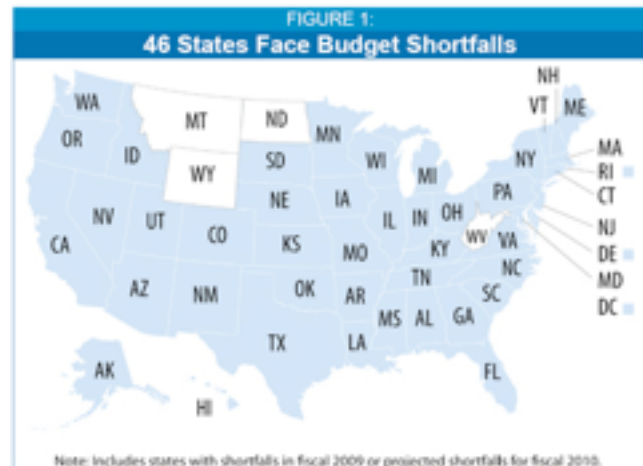 FIGURE 1:
46 States Face Budget Shortfalls
NH
VT ME
WA
MT ND MN
OR ID SD WI NY MA
RI
WY MI CT
NE IA PA
NV UT IL IN OH NJ
CO WV VA DE
CA KS MO KY MD
NC
TN DC
AZ NM OK AR SC
MS AL GA
TX LA
AK FL
HI
Note: Includes states with shortfalls in fiscal 2009 or projected shortfalls for fiscal 2010.